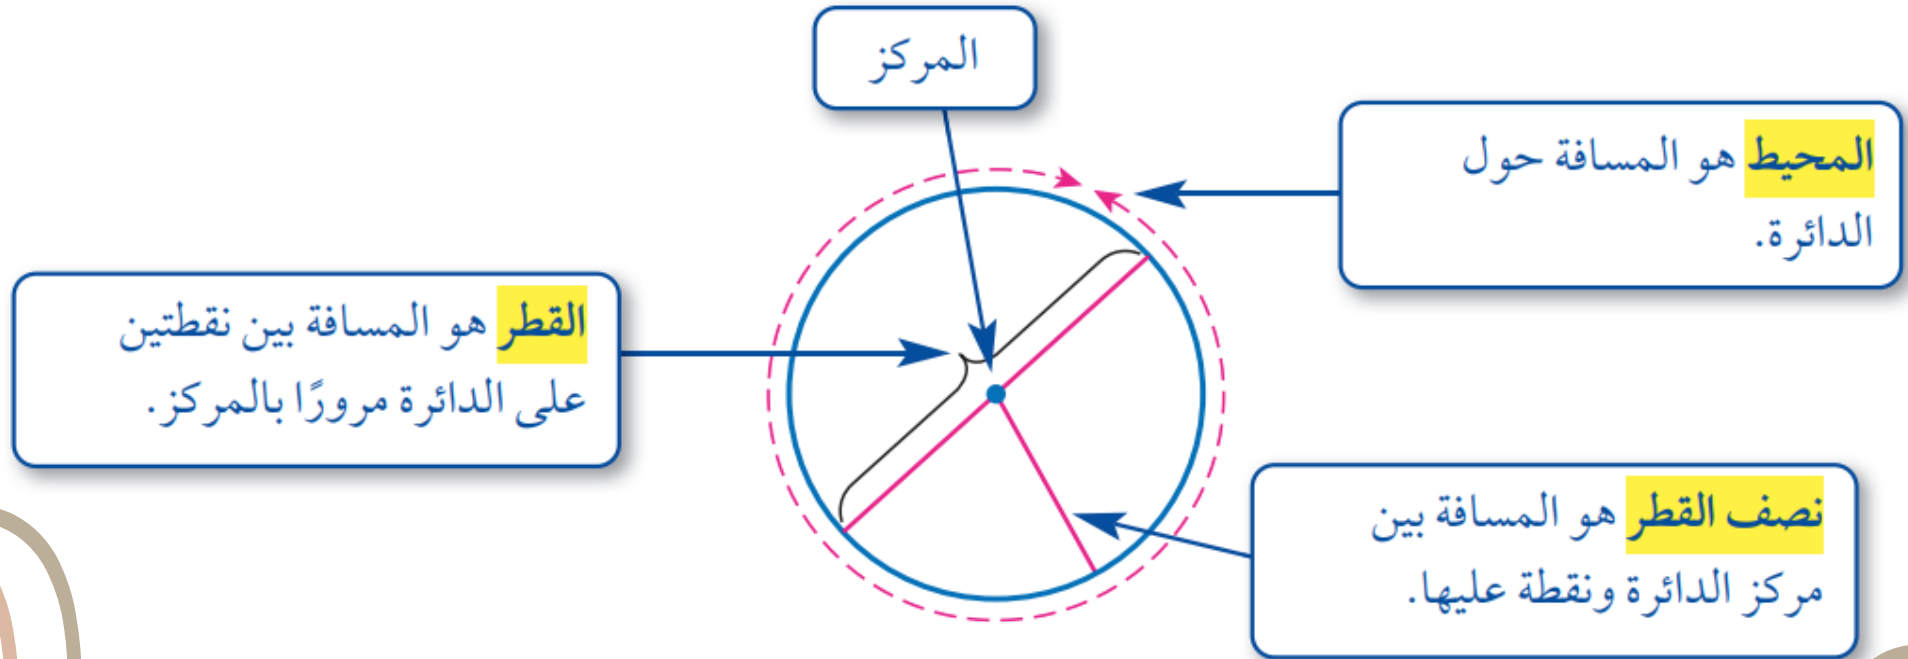 المركز
المحيط هو المسافة حول
الدائرة.
القطر هو المسافة بين نقطتين
على الدائرة مرورًا بالمركز.
نصف القطر هو المسافة بين
مركز الدائرة ونقطة عليها.